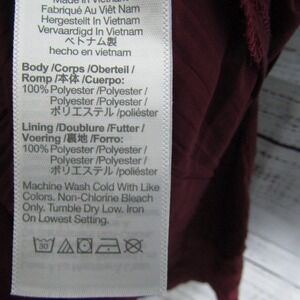 Made in Vietnam
Fabriqué Au Viêt Nam
Hergestellt In Vietnam
Vervaardigd In Vietnam
ベトナム製
hecho en vietnam
Body /Corps /Oberteil /
Romp /本体 /Cuerpo:
100% Polyester /Polyester /
Polyester /Polyester /
ポリエステル /poliéster
Lining /Doublure /Futter /
Voering /裏地 /Forro:
100% Polyester /Polyester /
Polyester /Polyester /
ポリエステル /poliéster
Machine Wash Cold With Like
Colors. Non-Chlorine Bleach
Only. Tumble Dry Low. Iron
On Lowest Setting.
30